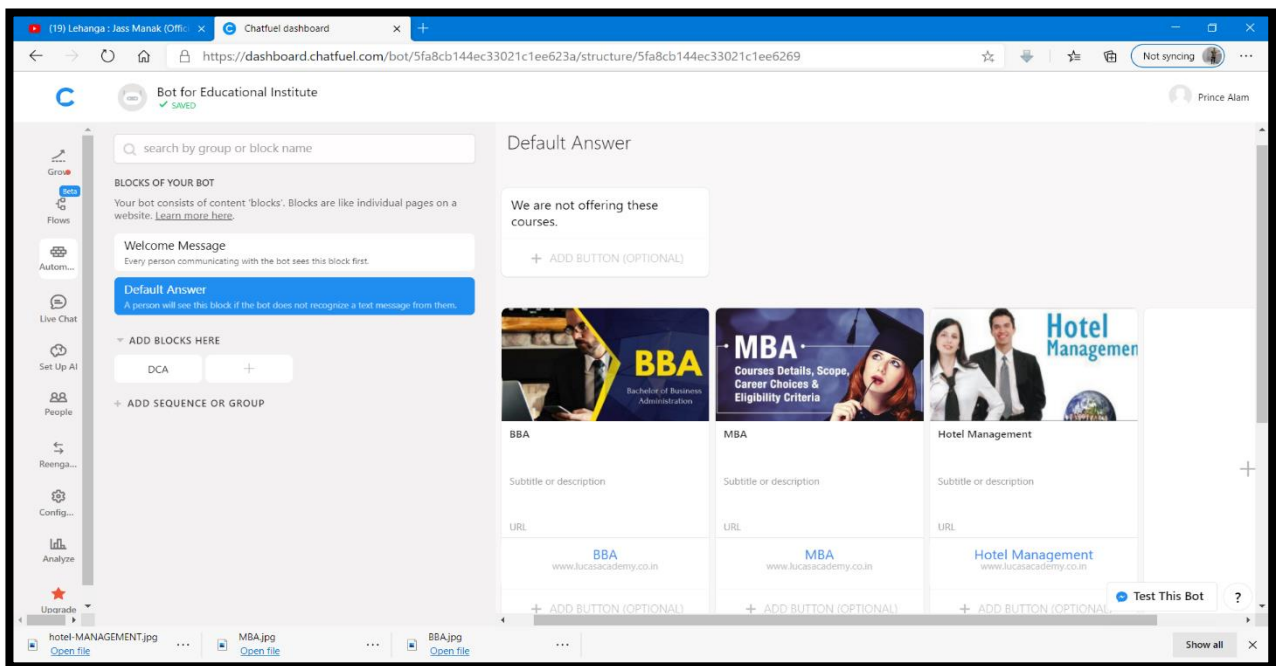 (19) Lehanga : Jass Manak (Offici
Chatfuel dashboard
https://dashboard.chatfuel.com/bot/5fa8cb144ec33021c1ee623a/structure/5fa8cb144ec33021c1ee6269
Not syncing
Bot for Educational Institute
SAVED
Prince Alam
Grow
Beta
Flows
Autom...
Live Chat
Set Up AI
People
Reenga...
Config...
Analyze
Upgrade
search by group or block name
BLOCKS OF YOUR BOT
Your bot consists of content 'blocks'. Blocks are like individual pages on a
website. Learn more here.
Welcome Message
Every person communicating with the bot sees this block first.
Default Answer
A person will see this block if the bot does not recognize a text message from them.
ADD BLOCKS HERE
DCA
+ ADD SEQUENCE OR GROUP
Default Answer
We are not offering these
courses.
+ ADD BUTTON (OPTIONAL)
BBA
Bachelor of Business
Administration
BBA
Subtitle or description
URL
BBA
www.lucasacademy.co.in
+ ADD BUTTON (OPTIONAL)
MBA
Courses Details, Scope,
Career Choices &
Eligibility Criteria
MBA
Subtitle or description
URL
MBA
www.lucasacademy.co.in
+ ADD BUTTON (OPTIONAL)
Hotel
Managemen
Hotel Management
Subtitle or description
URL
Hotel Management
www.lucasacademy.co.in
+ ADD BUTTON (OPTIONAL)
Test This Bot
?
hotel-MANAGEMENT.jpg
Open file
MBA.jpg
Open file
BBA.jpg
Open file
Show all